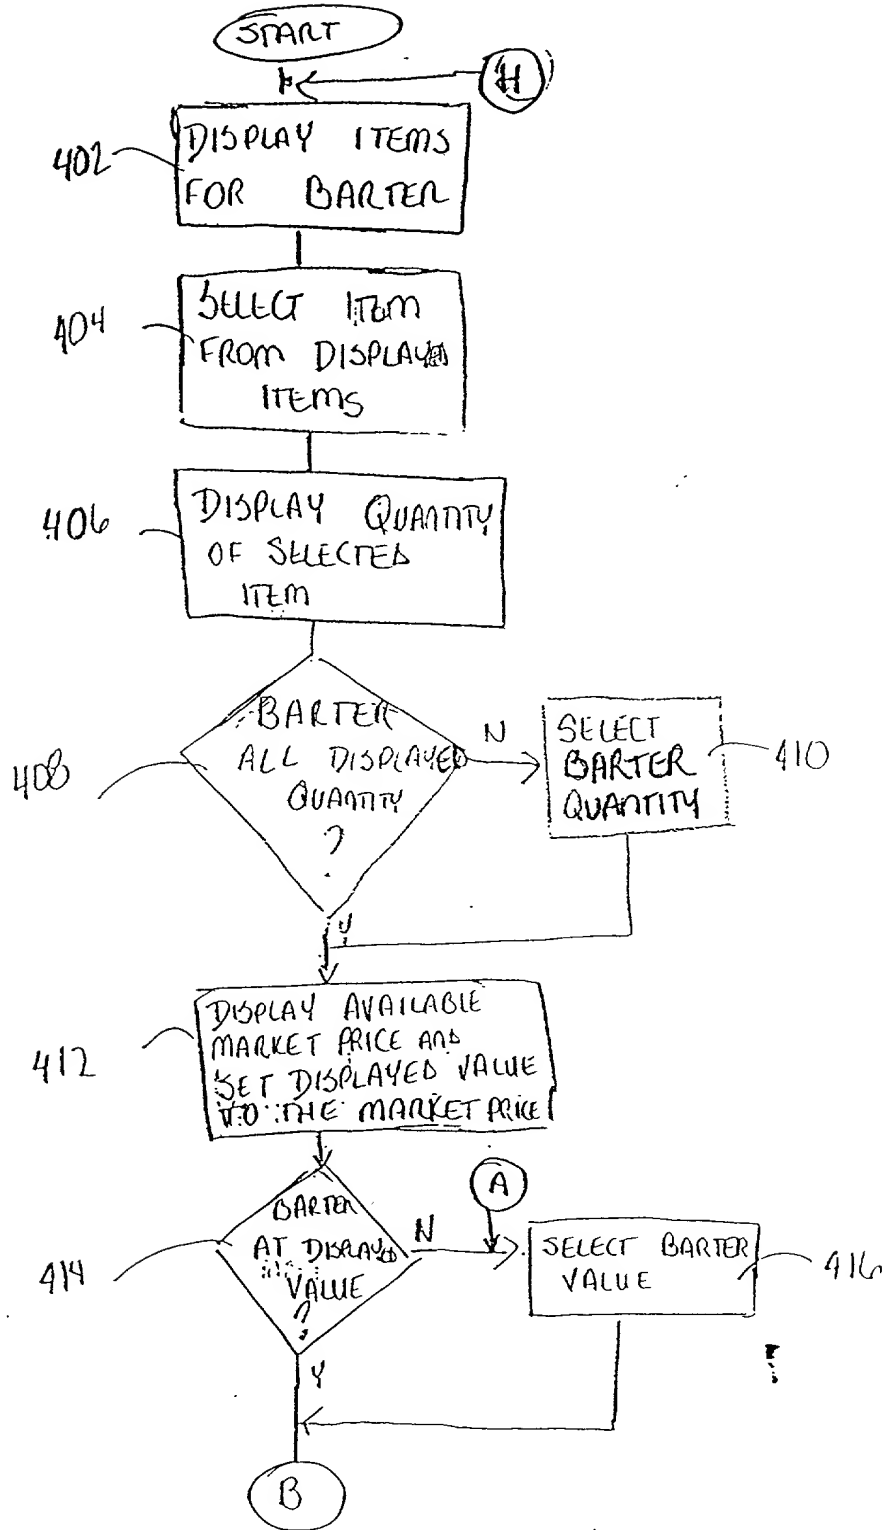 START
H
402
DISPLAY ITEMS
FOR BARTER
404
SELECT ITEM
FROM DISPLAYED
ITEMS
406
DISPLAY QUANTITY
OF SELECTED
ITEM
408
BARTER
ALL DISPLAYED
QUANTITY
?
N
SELECT
BARTER
QUANTITY
410
Y
412
DISPLAY AVAILABLE
MARKET PRICE AND
SET DISPLAYED VALUE
TO THE MARKET PRICE
A
414
BARTER
AT DISPLAYED
VALUE
?
N
SELECT BARTER
VALUE
416
Y
B